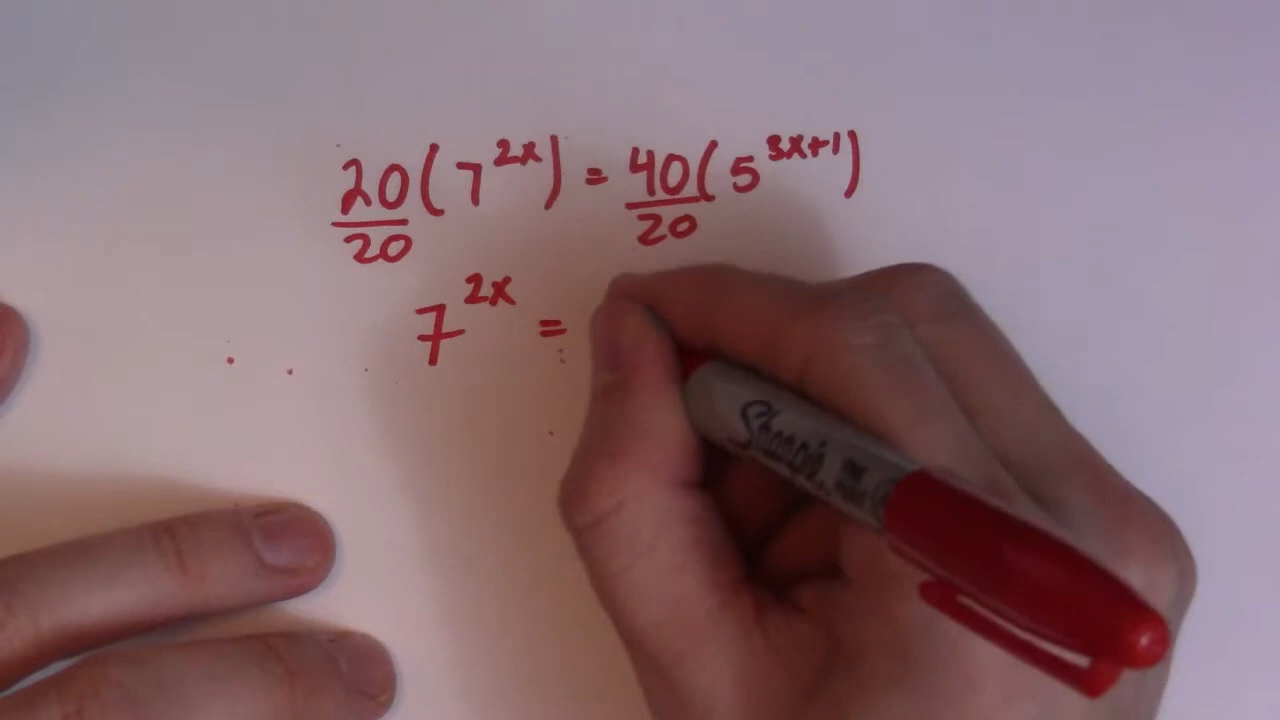 20(7^2x) = 40(5^3x+1)
20 20
7^2x =
Sharpie